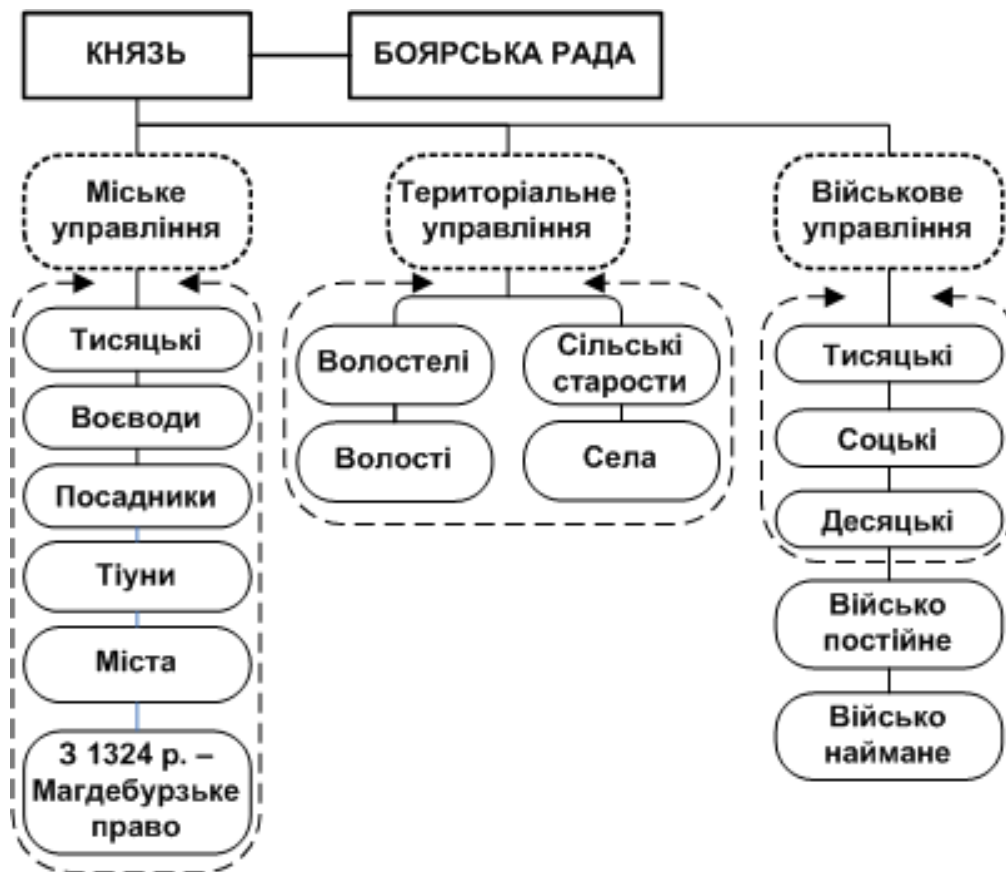 КНЯЗЬ
БОЯРСЬКА РАДА
Міське
управління
Територіальне
управління
Військове
управління
Тисяцькі
Воєводи
Посадники
Тіуни
Міста
З 1324 р. –
Магдебурзьке
право
Волостелі
Волості
Сільські
старости
Села
Тисяцькі
Соцькі
Десяцькі
Військо
постійне
Військо
наймане